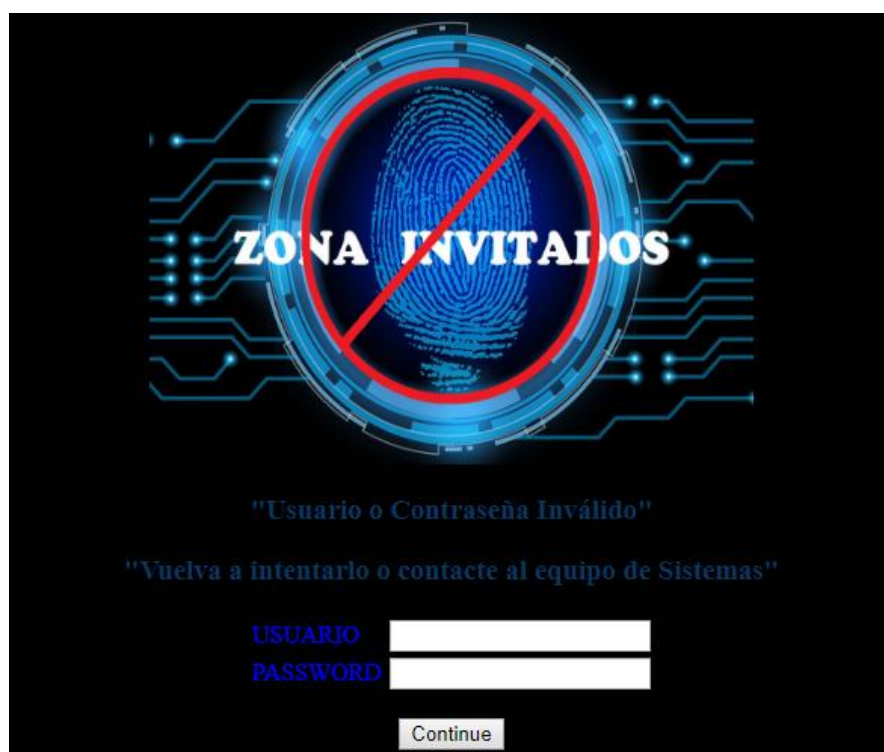 ZONA INVITADOS
"Usuario o Contraseña Inválido"
"Vuelva a intentarlo o contacte al equipo de Sistemas"
USUARIO
PASSWORD
Continue